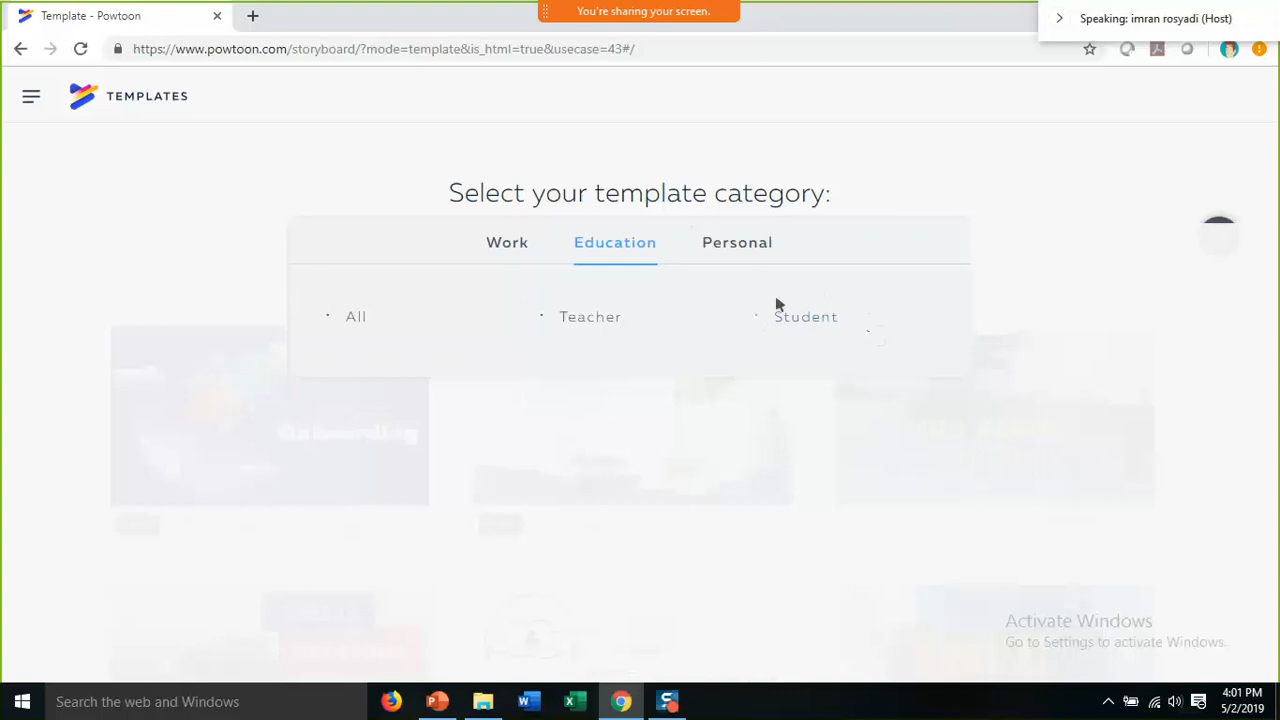 Template - Powtoon
You're sharing your screen.
Speaking: imran rosyadi (Host)
https://www.powtoon.com/storyboard/?mode=template&is_html=true&usecase=43#/
TEMPLATES
Select your template category:
Work Education Personal
All Teacher Student
Onboarding
Activate Windows
Go to Settings to activate Windows.
Search the web and Windows
4:01 PM
5/2/2019